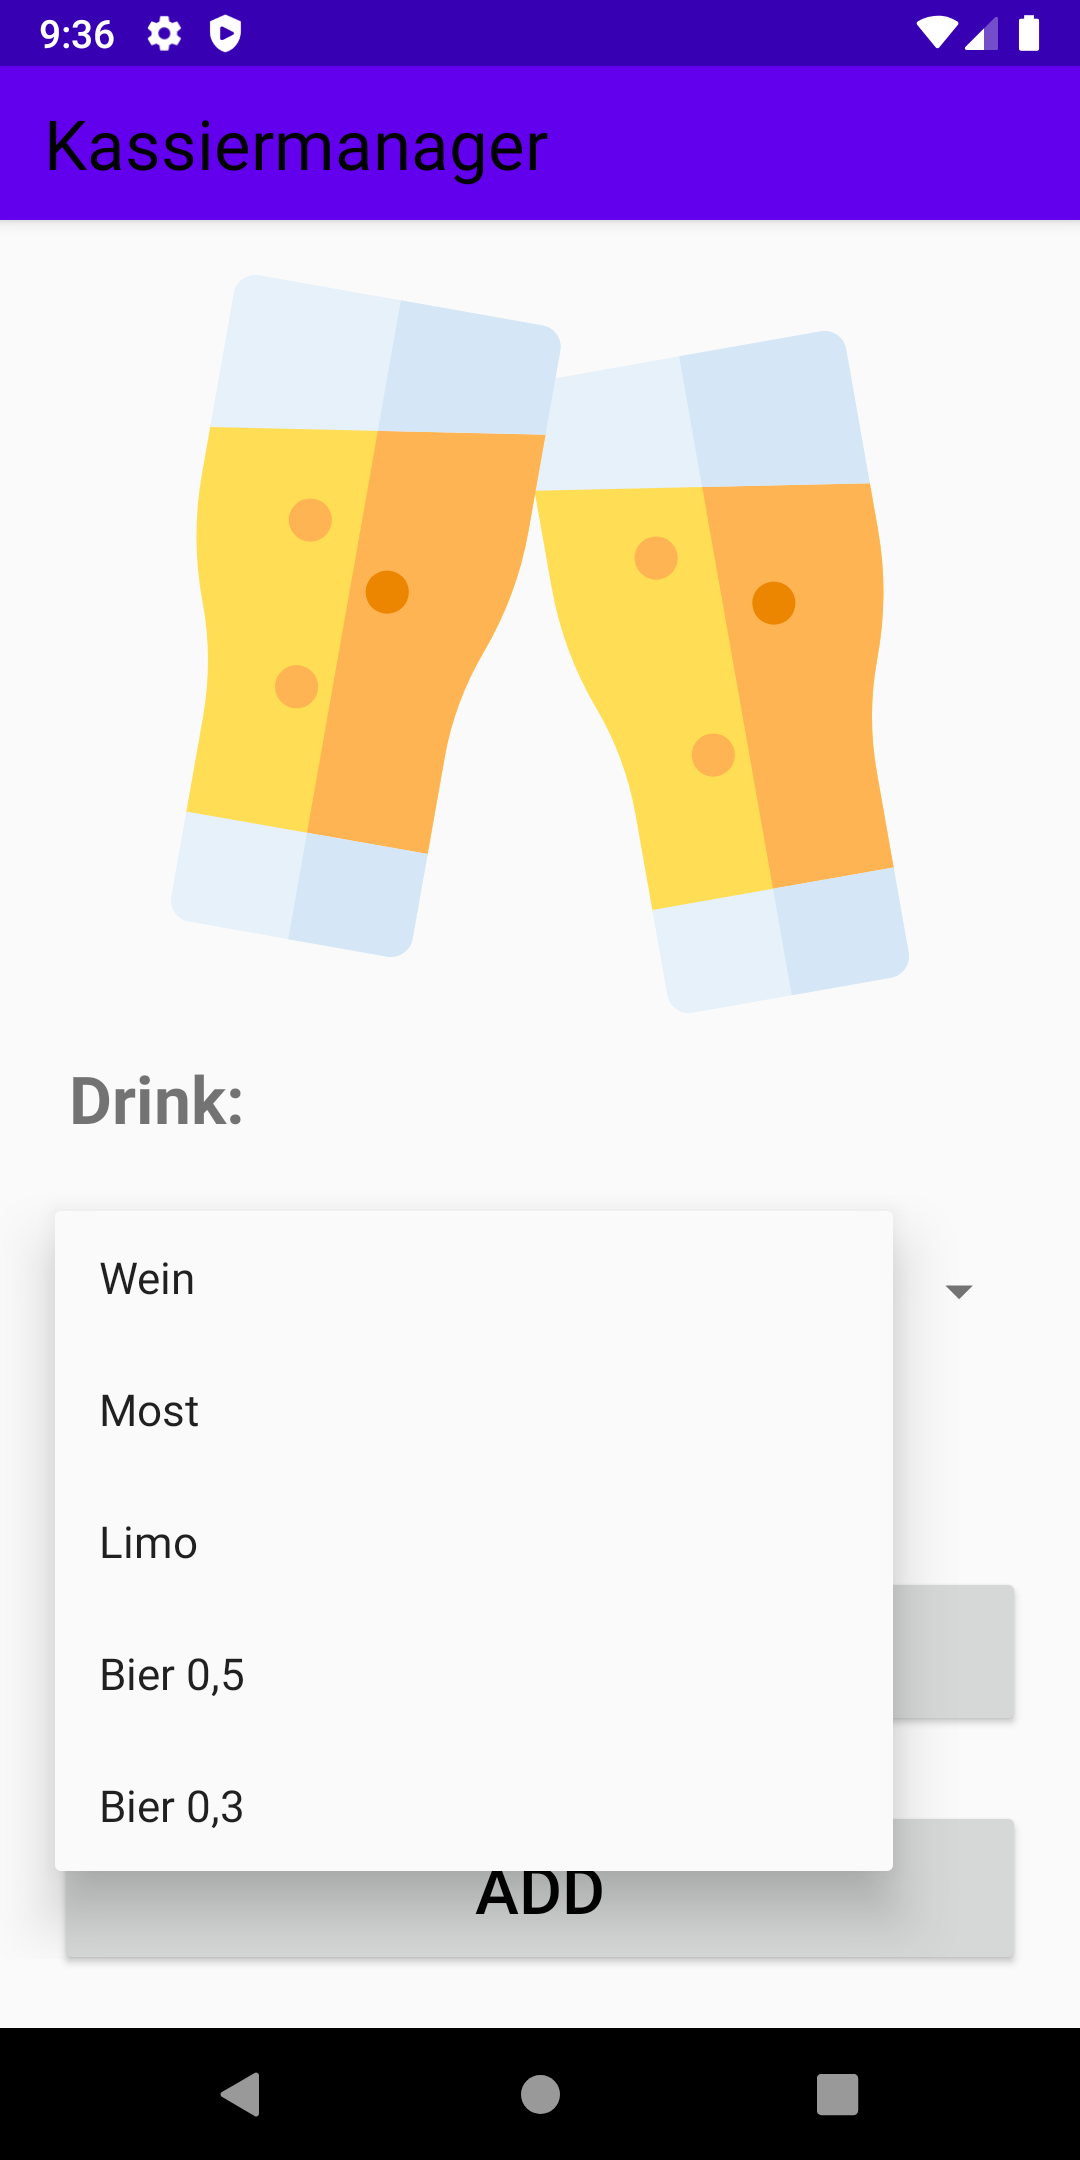 9:36
Kassiermanager
Drink:
Wein
Most
Limo
Bier 0,5
Bier 0,3
ADD